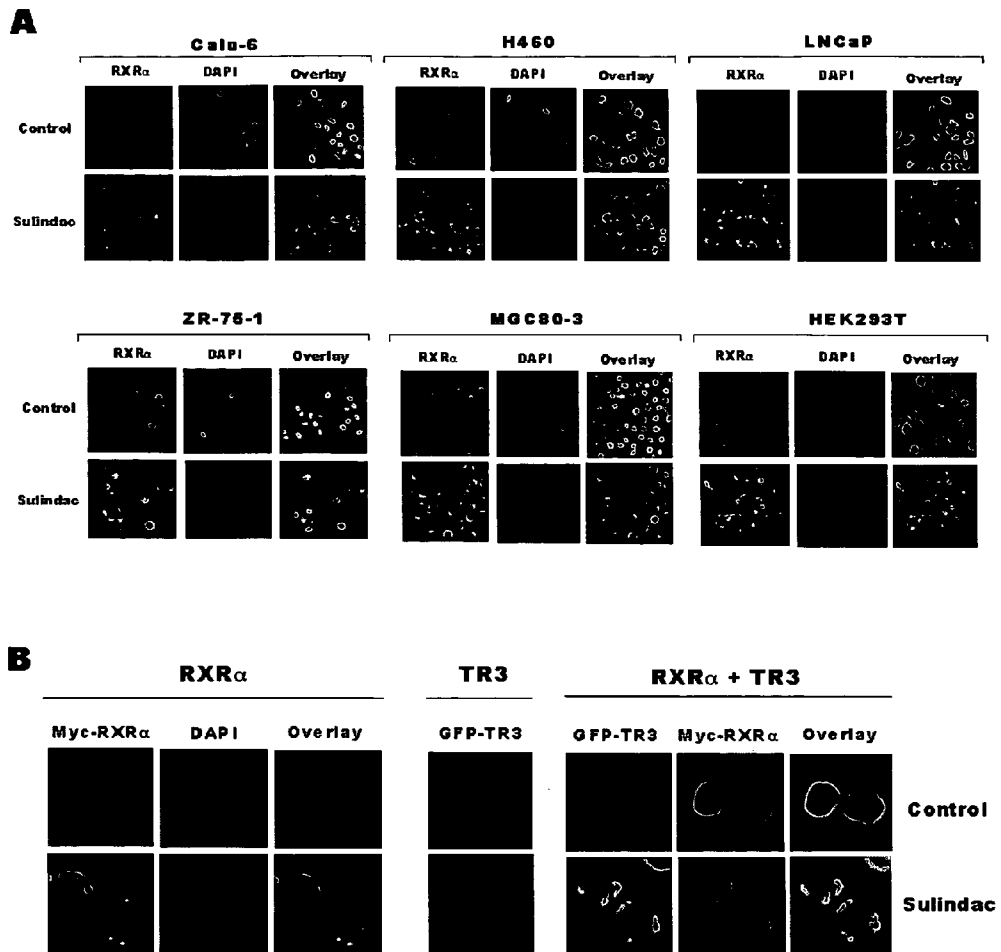 A
Calu-6 H460 LNCaP
RXRα DAPI Overlay RXRα DAPI Overlay RXRα DAPI Overlay
Control
Sulindac
ZR-75-1 MGC80-3 HEK293T
RXRα DAPI Overlay RXRα DAPI Overlay RXRα DAPI Overlay
Control
Sulindac
B
RXRα TR3 RXRα + TR3
Myc-RXRα DAPI Overlay GFP-TR3 GFP-TR3 Myc-RXRα Overlay
Control
Sulindac